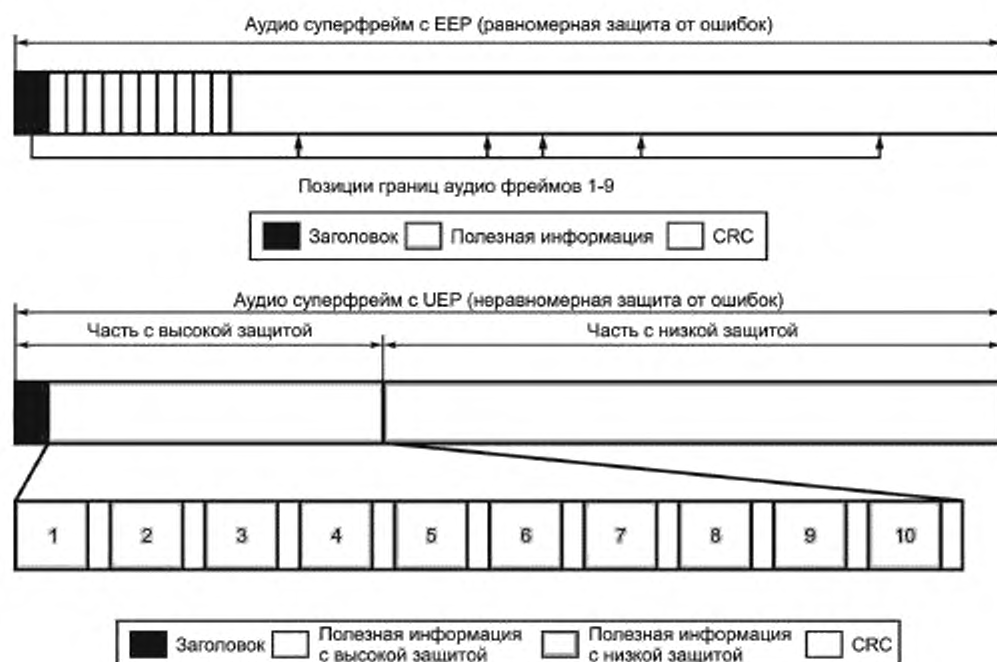 Аудио суперфрейм с EEP (равномерная защита от ошибок)
Позиции границ аудио фреймов 1-9
Заголовок Полезная информация CRC
Аудио суперфрейм с UEP (неравномерная защита от ошибок)
Часть с высокой защитой Часть с низкой защитой
1 2 3 4 5 6 7 8 9 10
Заголовок Полезная информация с высокой защитой Полезная информация с низкой защитой CRC